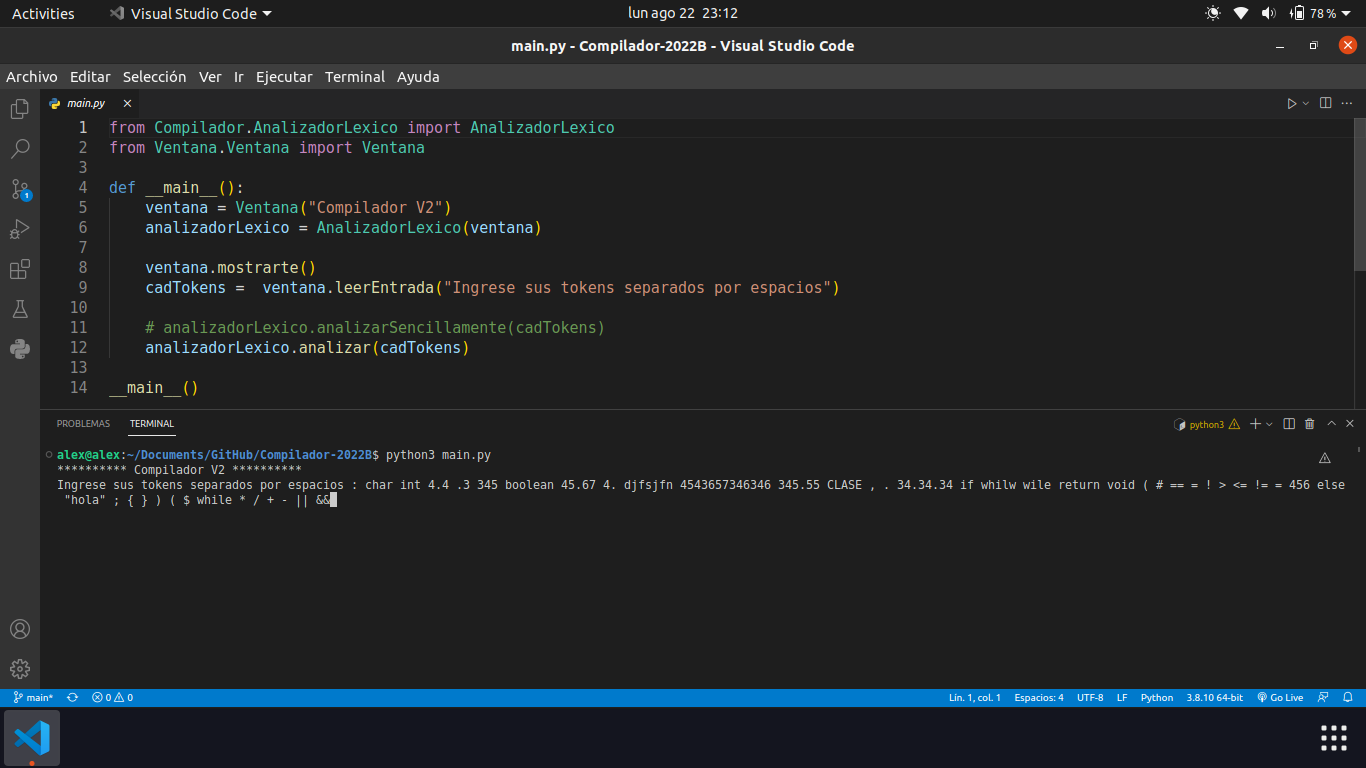 Activities Visual Studio Code lun ago 22 23:12 78 %
main.py - Compilador-2022B - Visual Studio Code
Archivo Editar Selección Ver Ir Ejecutar Terminal Ayuda
main.py
1 from Compilador.AnalizadorLexico import AnalizadorLexico
2 from Ventana.Ventana import Ventana
3
4 def __main__():
5 ventana = Ventana("Compilador V2")
6 analizadorLexico = AnalizadorLexico(ventana)
7
8 ventana.mostrarte()
9 cadTokens =  ventana.leerEntrada("Ingrese sus tokens separados por espacios")
10
11 # analizadorLexico.analizarSencillamente(cadTokens)
12 analizadorLexico.analizar(cadTokens)
13
14 __main__()
1
PROBLEMAS TERMINAL python3
alex@alex:~/Documents/GitHub/Compilador-2022B$ python3 main.py
********** Compilador V2 **********
Ingrese sus tokens separados por espacios : char int 4.4 .3 345 boolean 45.67 4. djfsjfn 4543657346346 345.55 CLASE , . 34.34.34 if whilw wile return void ( # == = ! > <= != = 456 else
"hola" ; { } ) ( $ while * / + - || &&
main* 0 0 Lin. 1, col. 1 Espacios: 4 UTF-8 LF Python 3.8.10 64-bit Go Live